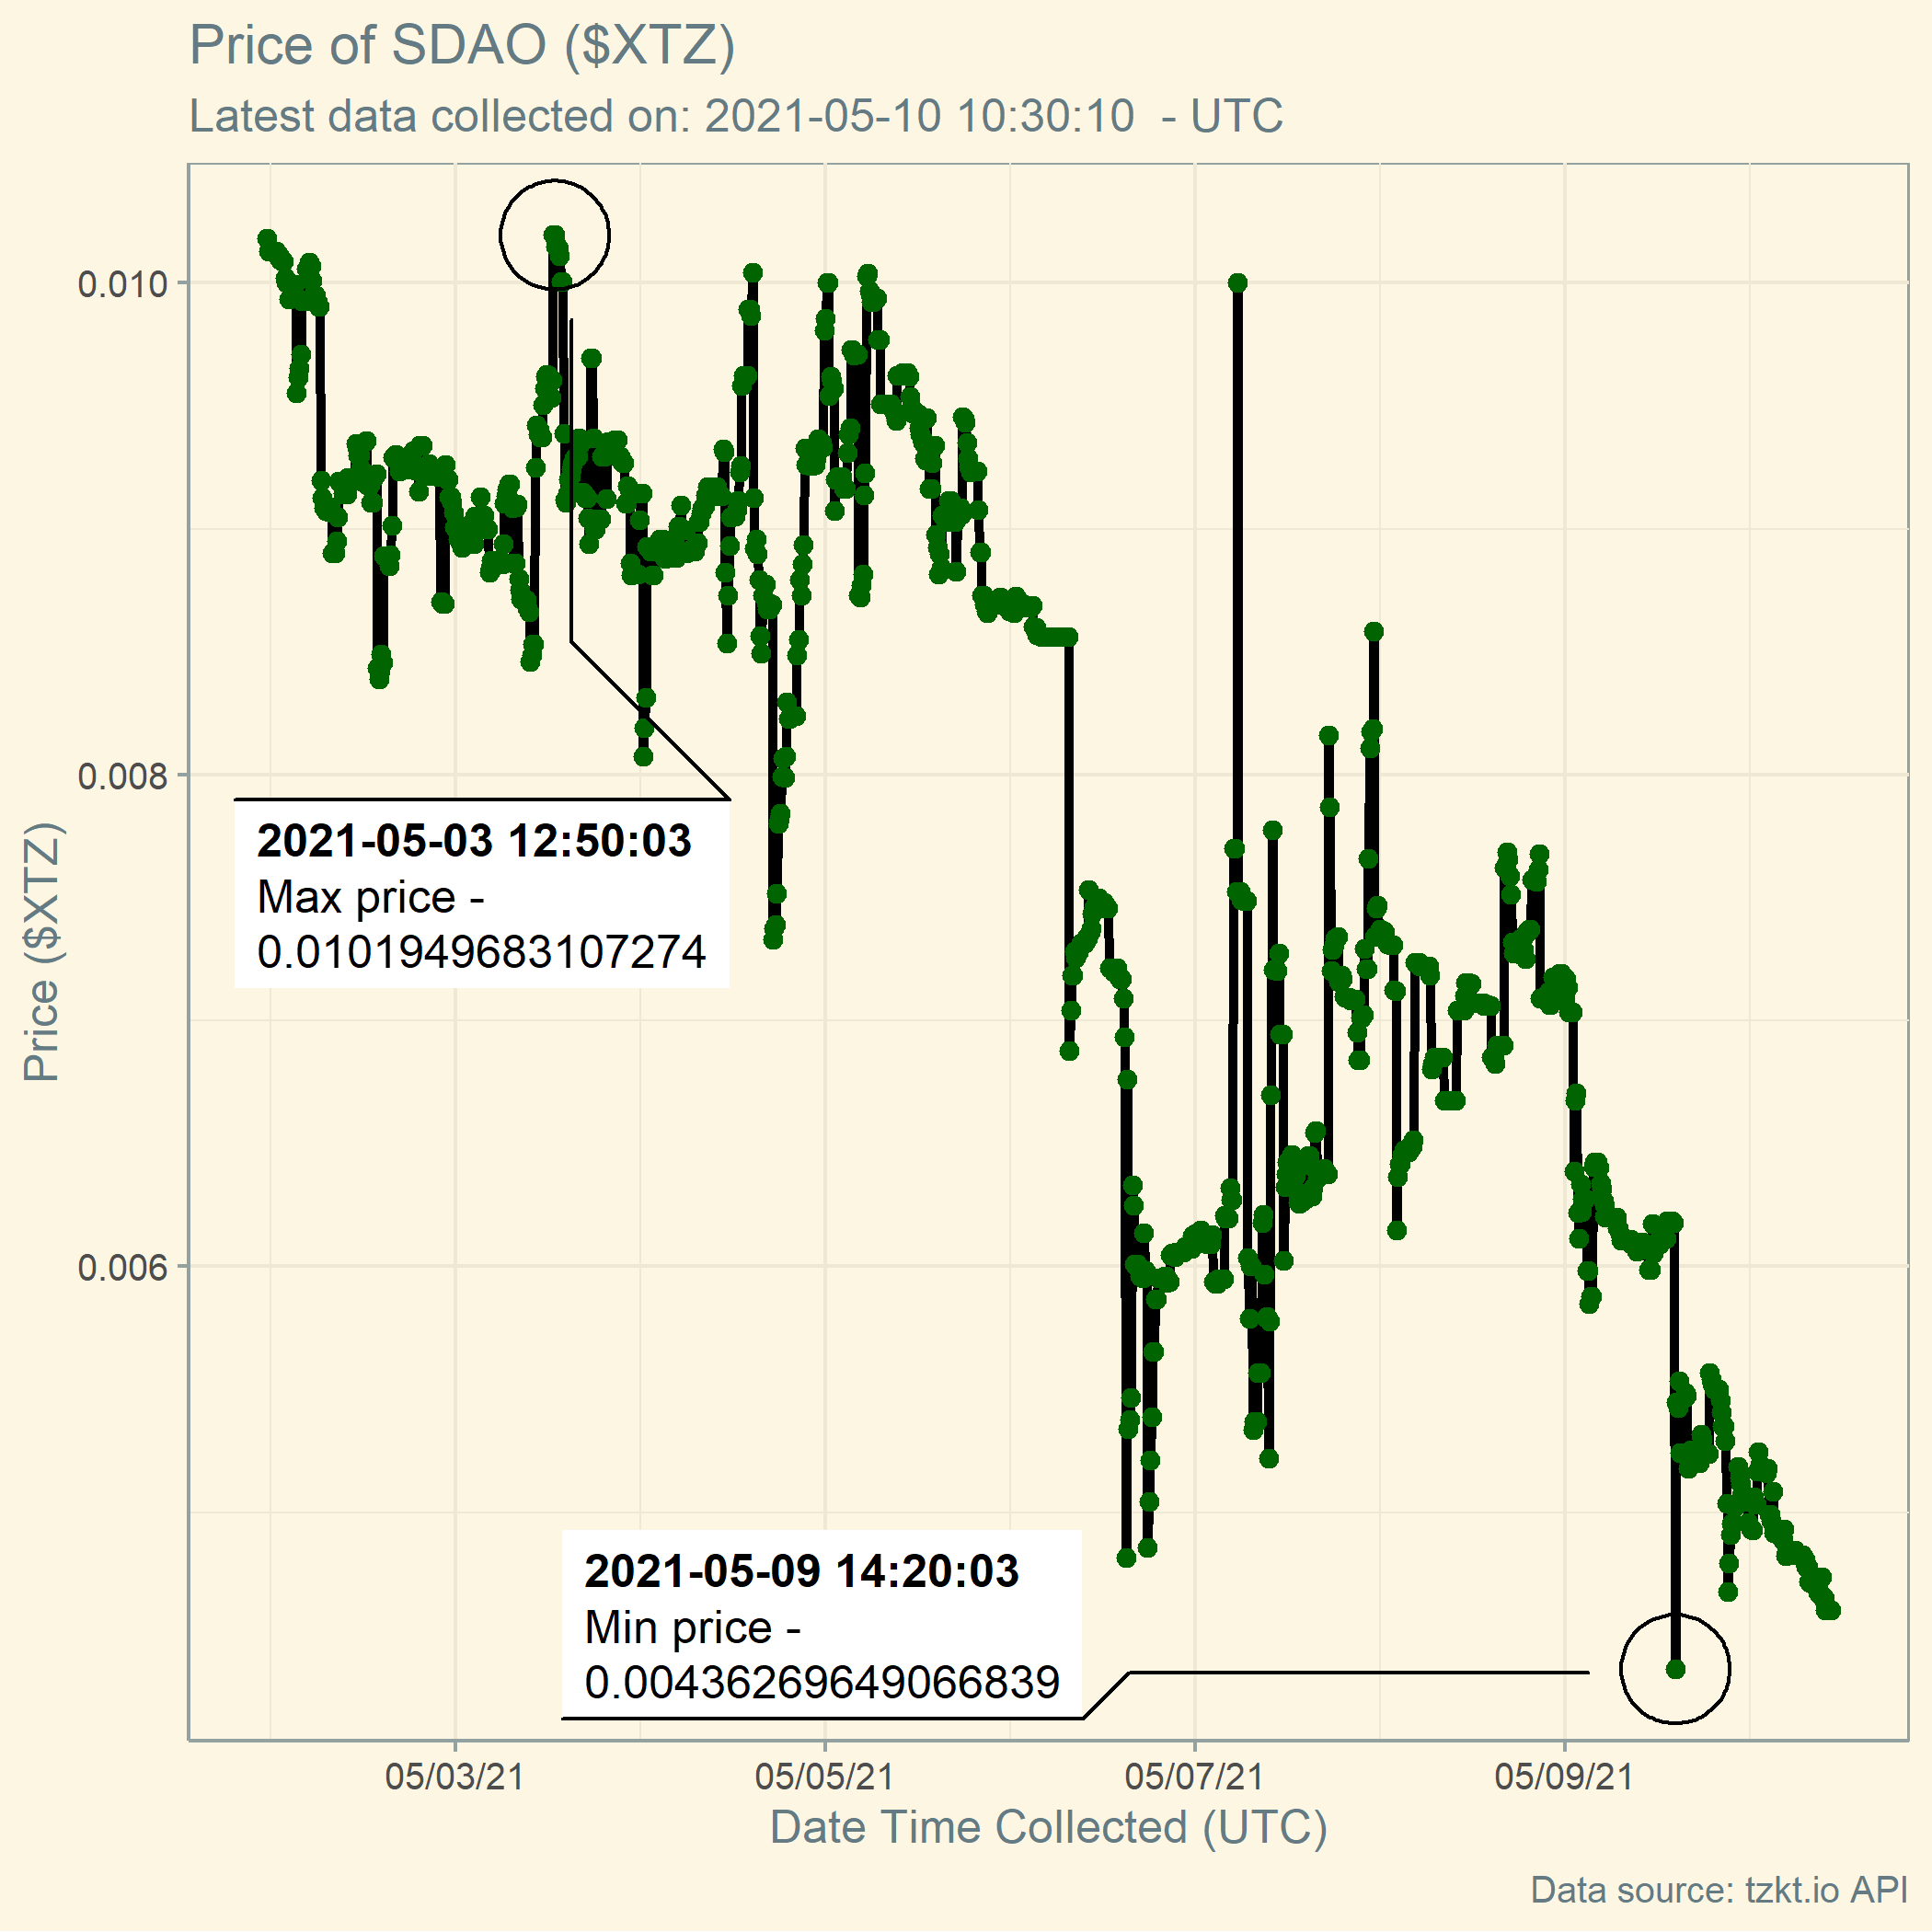 Price of SDAO ($XTZ)
Latest data collected on: 2021-05-10 10:30:10  - UTC
0.010
0.008
0.006
Price ($XTZ)
2021-05-03 12:50:03
Max price -
0.0101949683107274
2021-05-09 14:20:03
Min price -
0.00436269649066839
05/03/21
05/05/21
05/07/21
05/09/21
Date Time Collected (UTC)
Data source: tzkt.io API